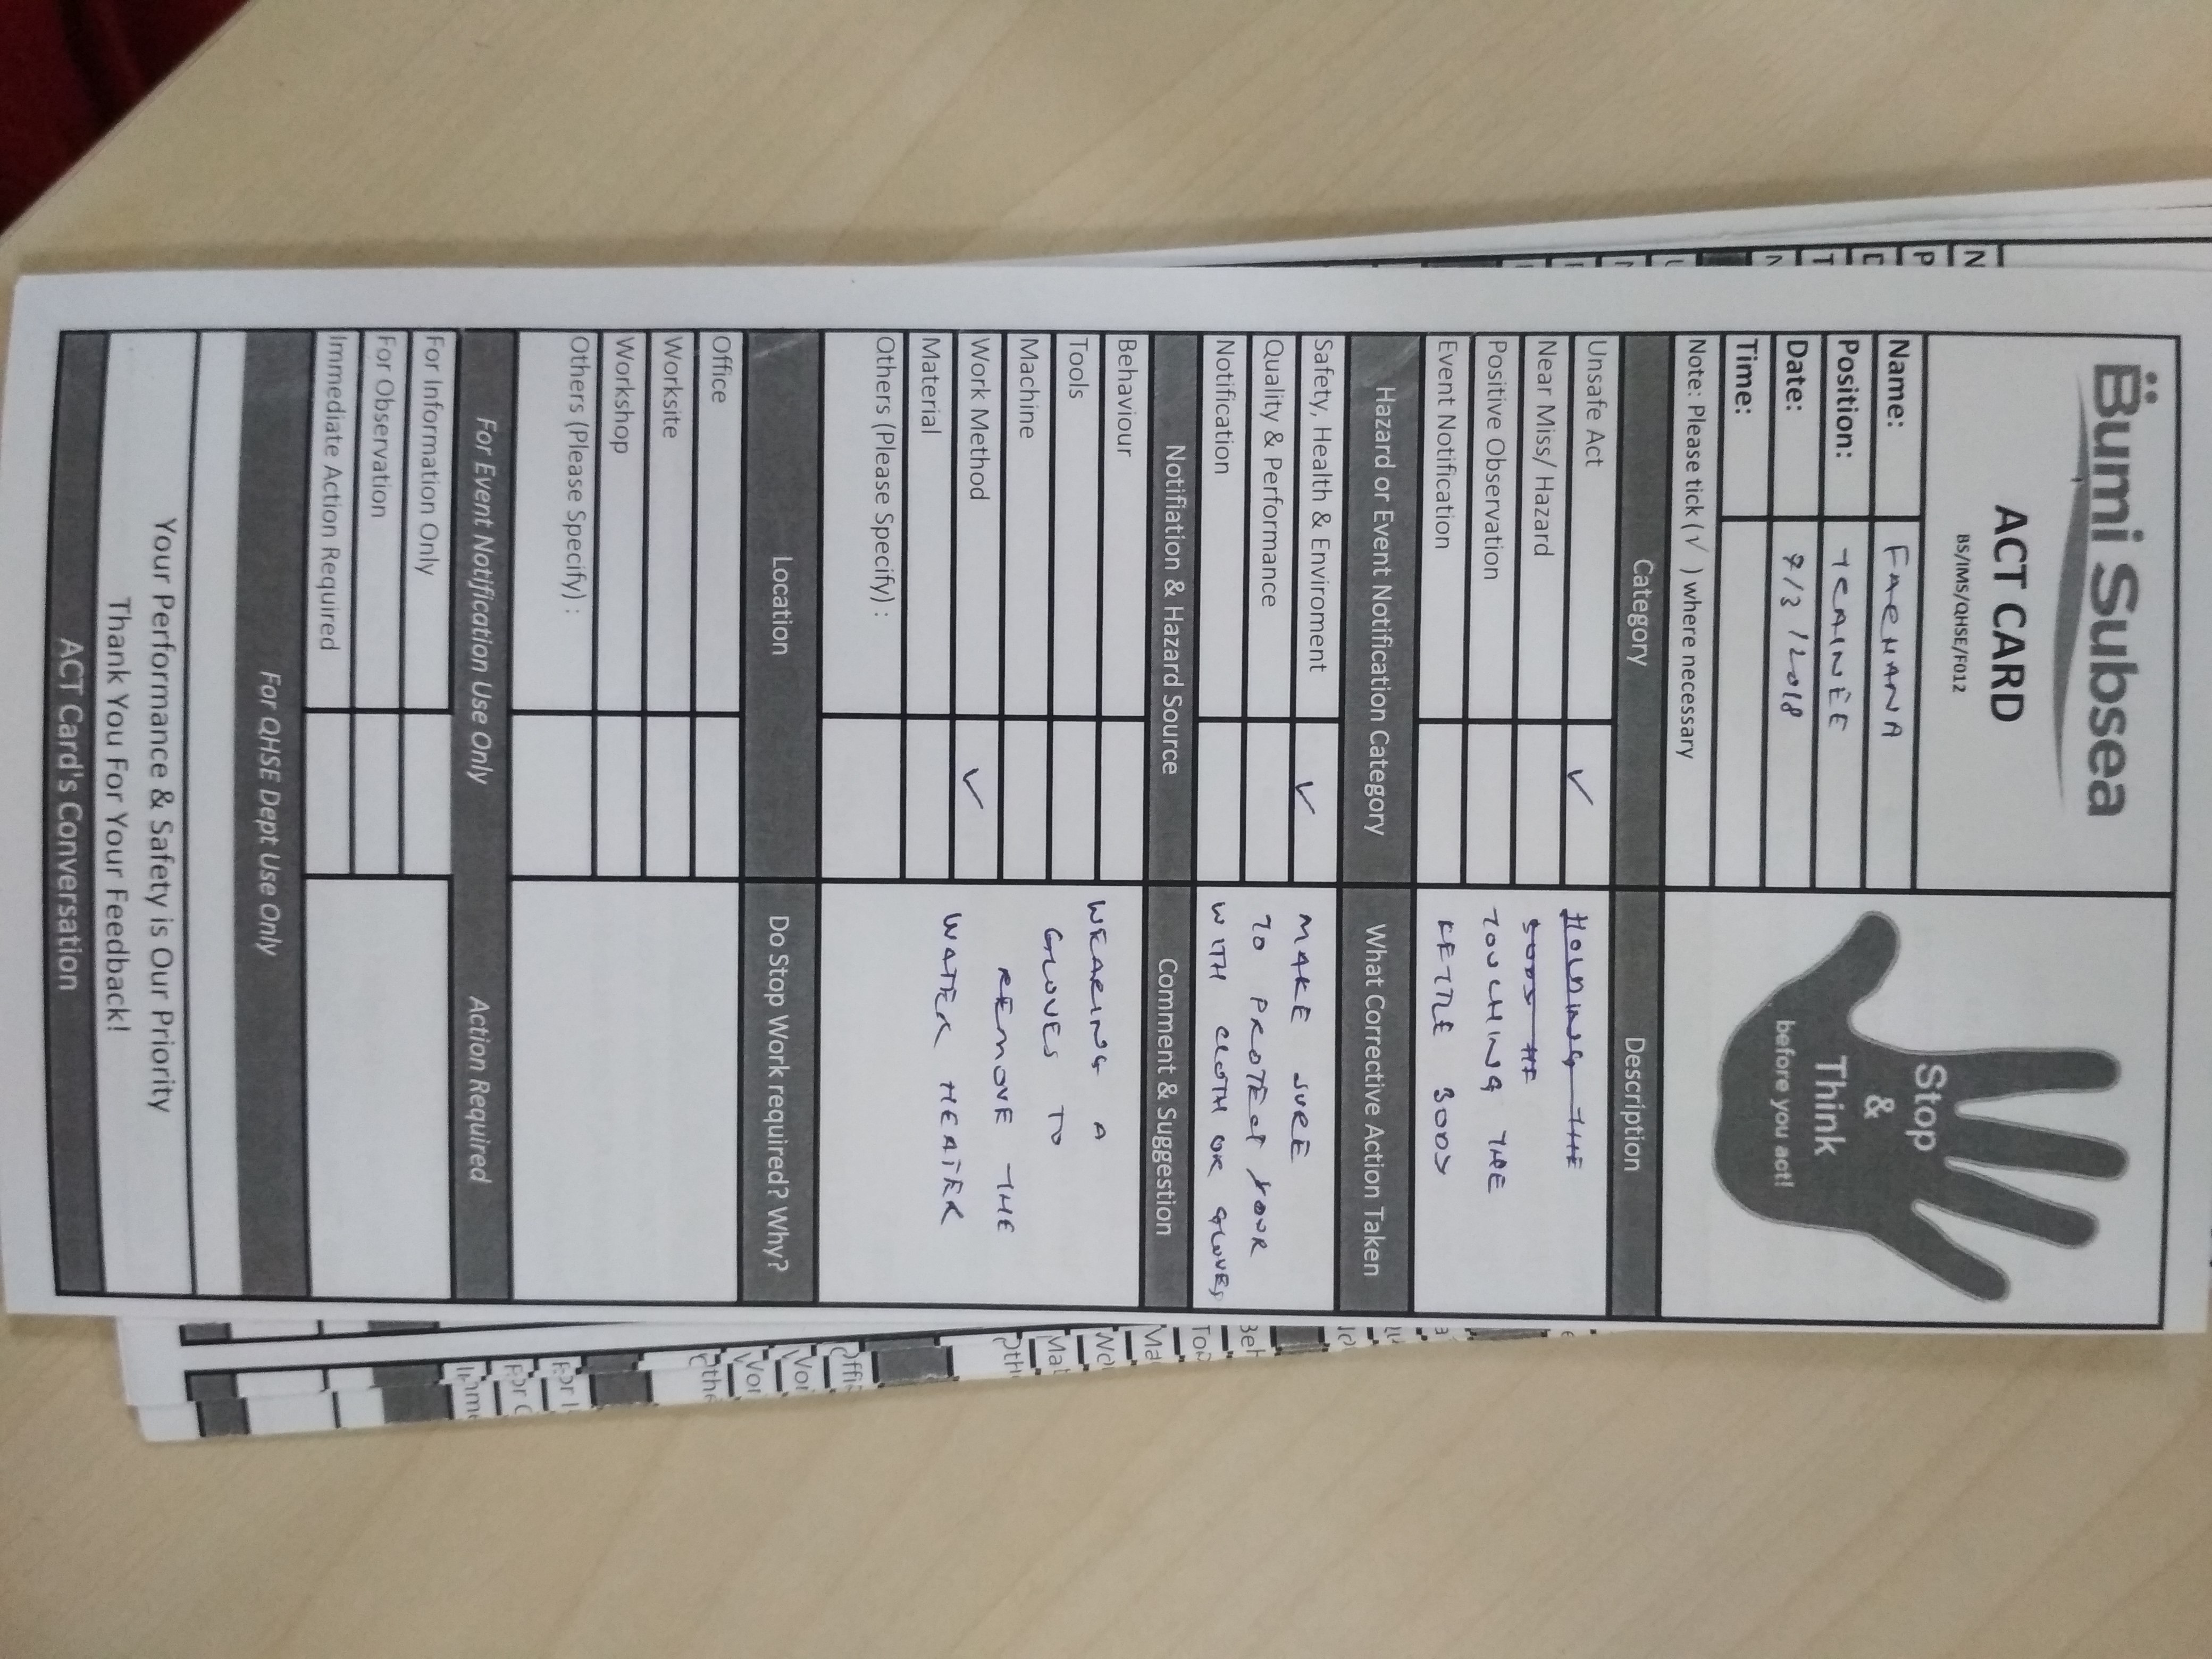 Bumi Subsea
ACT CARD
BS/IMS/QHSE/F012
Stop
&
Think
before you act!
Name: FARHANA
Position: TRAINEE
Date: 9/3/2018
Time:
Note: Please tick (√ ) where necessary
Category
Description
Unsafe Act ✓
Near Miss/ Hazard
Positive Observation
Event Notification
HOLDING THE
BODY OF
TOUCHING THE
KETTLE BODY
Hazard or Event Notification Category
What Corrective Action Taken
Safety, Health & Enviroment ✓
Quality & Performance
Notification
MAKE SURE
TO PROTECT YOUR
WITH CLOTH OR GLOVES
Notifiation & Hazard Source
Comment & Suggestion
Behaviour
Tools
Machine
Work Method ✓
Material
Others (Please Specify) :
WEARING A
GLOVES TO
REMOVE THE
WATER HEATER
Location
Do Stop Work required? Why?
Office
Worksite
Workshop
Others (Please Specify) :
For Event Notification Use Only
Action Required
For Information Only
For Observation
Immediate Action Required
For QHSE Dept Use Only
Your Performance & Safety is Our Priority
Thank You For Your Feedback!
ACT Card's Conversation